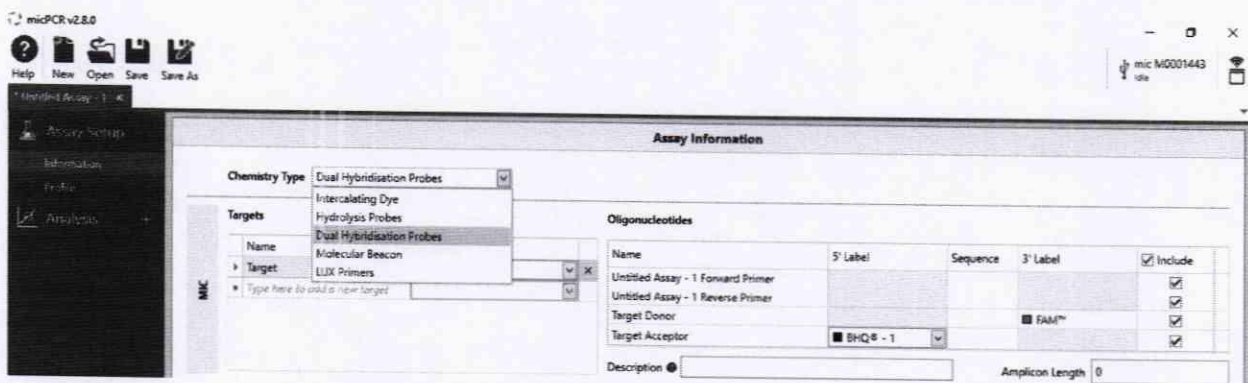 micPCR v2.8.0
Help New Open Save Save As
mic M0001443
Idle
* Untitled Assay - 1 ×
Assay Setup
Information
Profile
Analysis +
Assay Information
Chemistry Type Dual Hybridisation Probes
Intercalating Dye
Hydrolysis Probes
Dual Hybridisation Probes
Molecular Beacon
LUX Primers
MIC
Targets
Name
Target
Type here to add a new target
Oligonucleotides
Name 5' Label Sequence 3' Label Include
Untitled Assay - 1 Forward Primer
Untitled Assay - 1 Reverse Primer
Target Donor FAM™
Target Acceptor BHQ® - 1
Description Amplicon Length 0